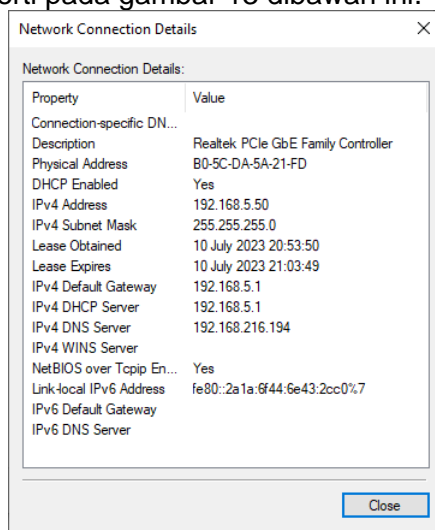 erti pada gambar 18 dibawah ini.
Network Connection Details
Network Connection Details:
Property Value
Connection-specific DN...
Description Realtek PCIe GbE Family Controller
Physical Address B0-5C-DA-5A-21-FD
DHCP Enabled Yes
IPv4 Address 192.168.5.50
IPv4 Subnet Mask 255.255.255.0
Lease Obtained 10 July 2023 20:53:50
Lease Expires 10 July 2023 21:03:49
IPv4 Default Gateway 192.168.5.1
IPv4 DHCP Server 192.168.5.1
IPv4 DNS Server 192.168.216.194
IPv4 WINS Server
NetBIOS over Tcpip En... Yes
Link-local IPv6 Address fe80::2a1a:6f44:6e43:2cc0%7
IPv6 Default Gateway
IPv6 DNS Server
Close